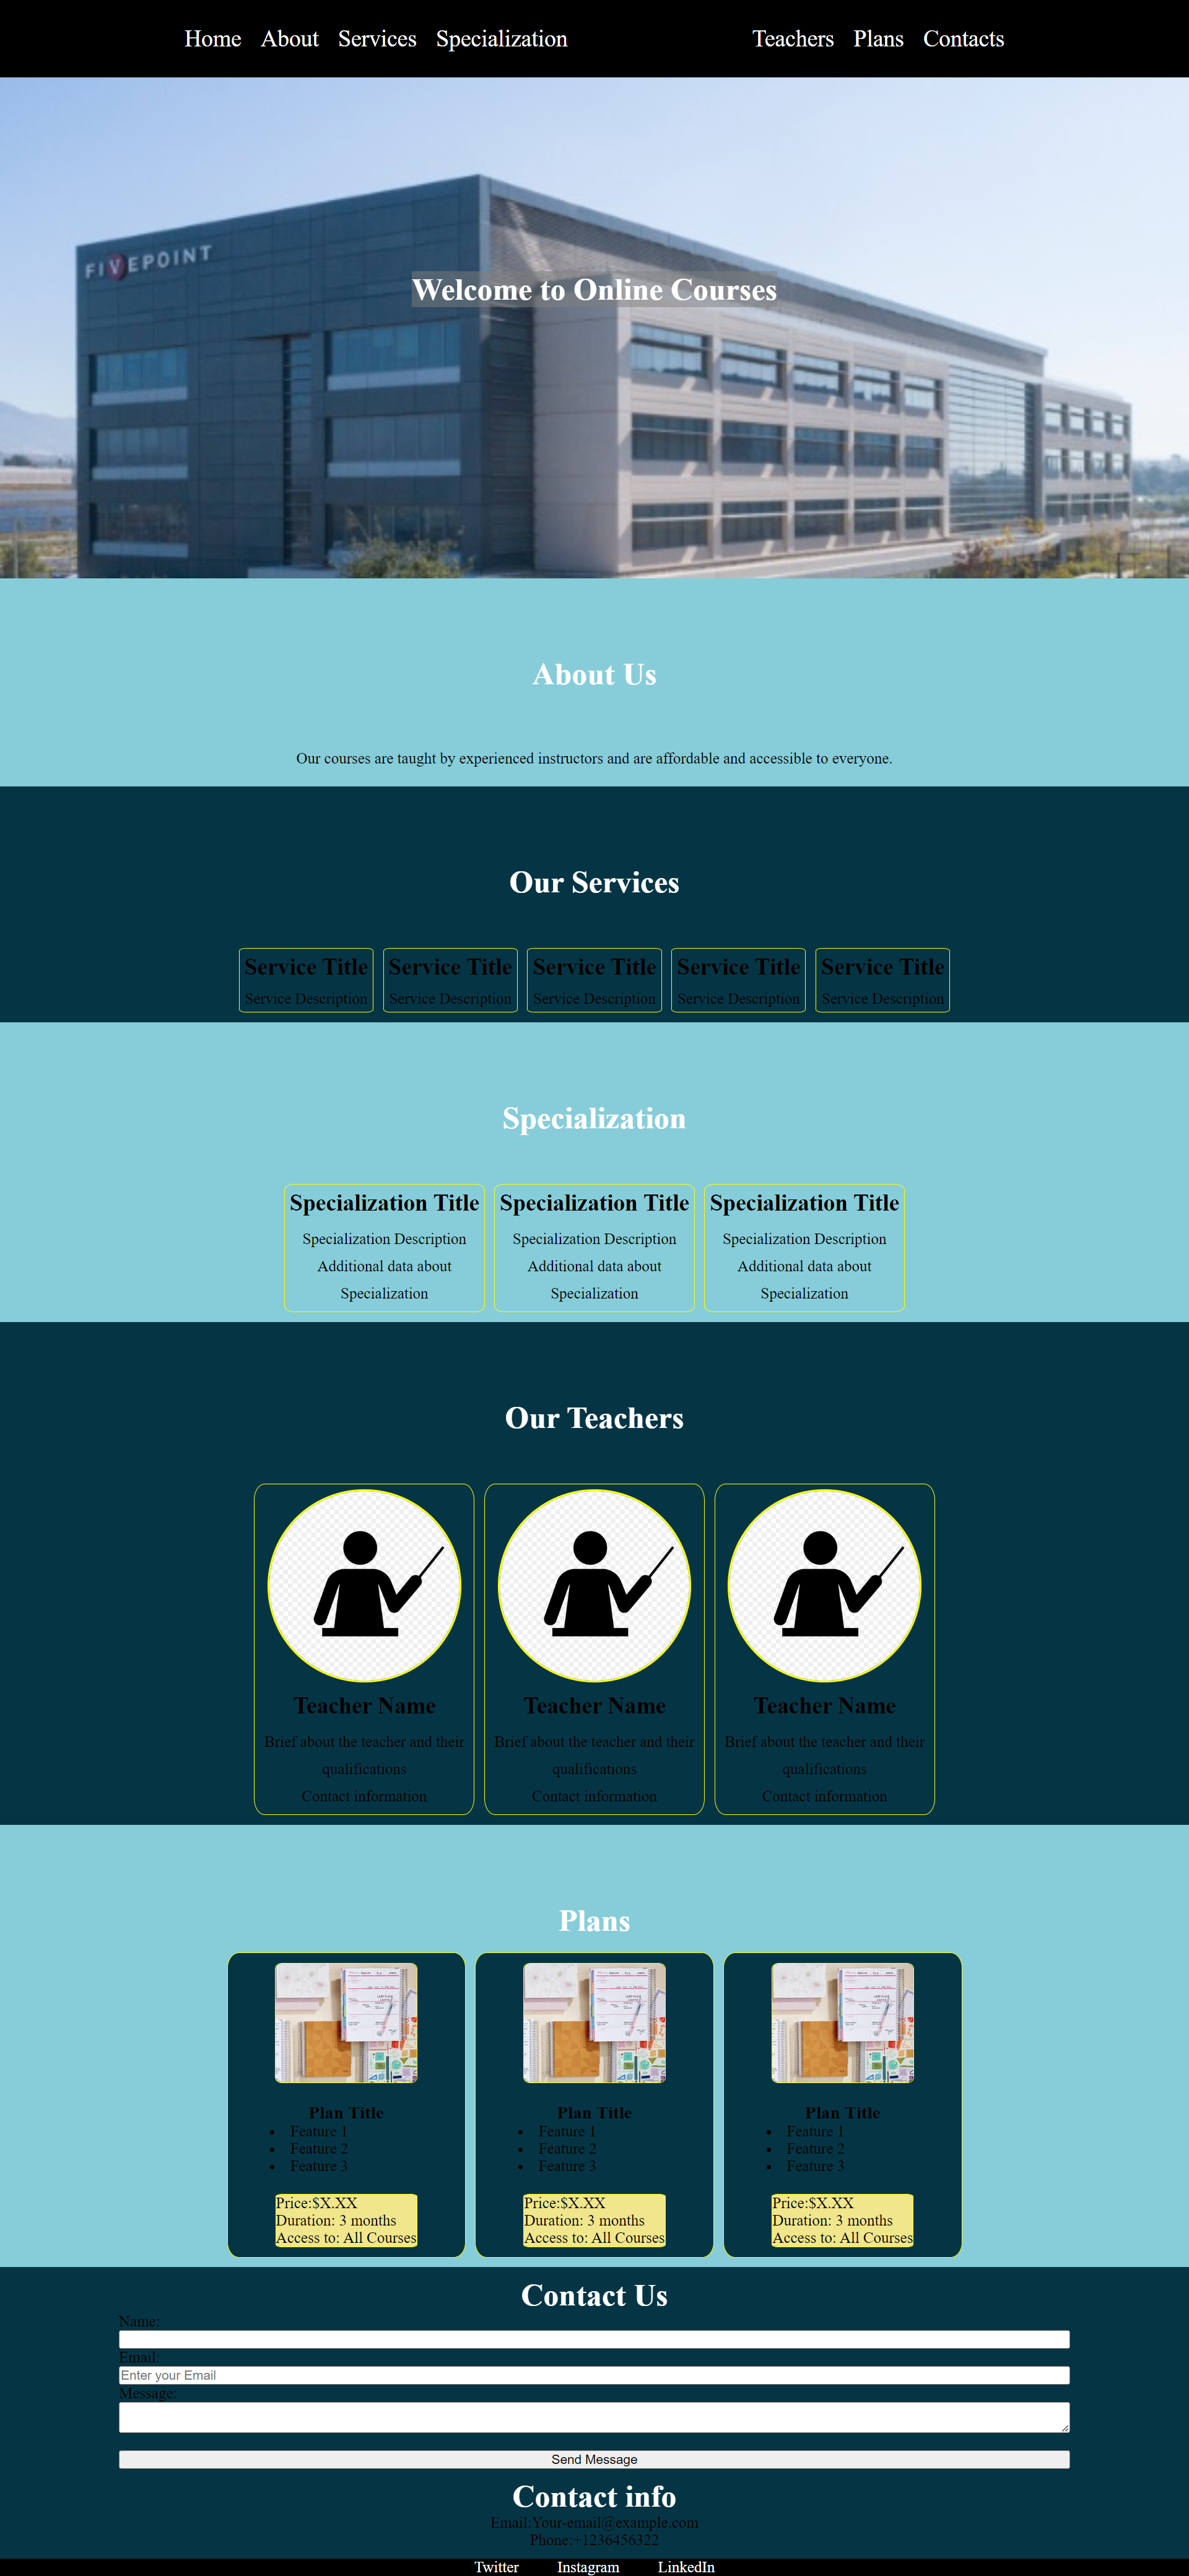 Home About Services Specialization Teachers Plans Contacts
FIVEPOINT
Welcome to Online Courses
About Us
Our courses are taught by experienced instructors and are affordable and accessible to everyone.
Our Services
Service Title Service Title Service Title Service Title Service Title
Service Description Service Description Service Description Service Description Service Description
Specialization
Specialization Title Specialization Title Specialization Title
Specialization Description Specialization Description Specialization Description
Additional data about Additional data about Additional data about
Specialization Specialization Specialization
Our Teachers
Teacher Name Teacher Name Teacher Name
Brief about the teacher and their Brief about the teacher and their Brief about the teacher and their
qualifications qualifications qualifications
Contact information Contact information Contact information
Plans
Plan Title Plan Title Plan Title
• Feature 1 • Feature 1 • Feature 1
• Feature 2 • Feature 2 • Feature 2
• Feature 3 • Feature 3 • Feature 3
Price:$X.XX Price:$X.XX Price:$X.XX
Duration: 3 months Duration: 3 months Duration: 3 months
Access to: All Courses Access to: All Courses Access to: All Courses
Contact Us
Name:
Email:
Enter your Email
Message:
Send Message
Contact info
Email:Your-email@example.com
Phone:+1236456322
Twitter Instagram LinkedIn